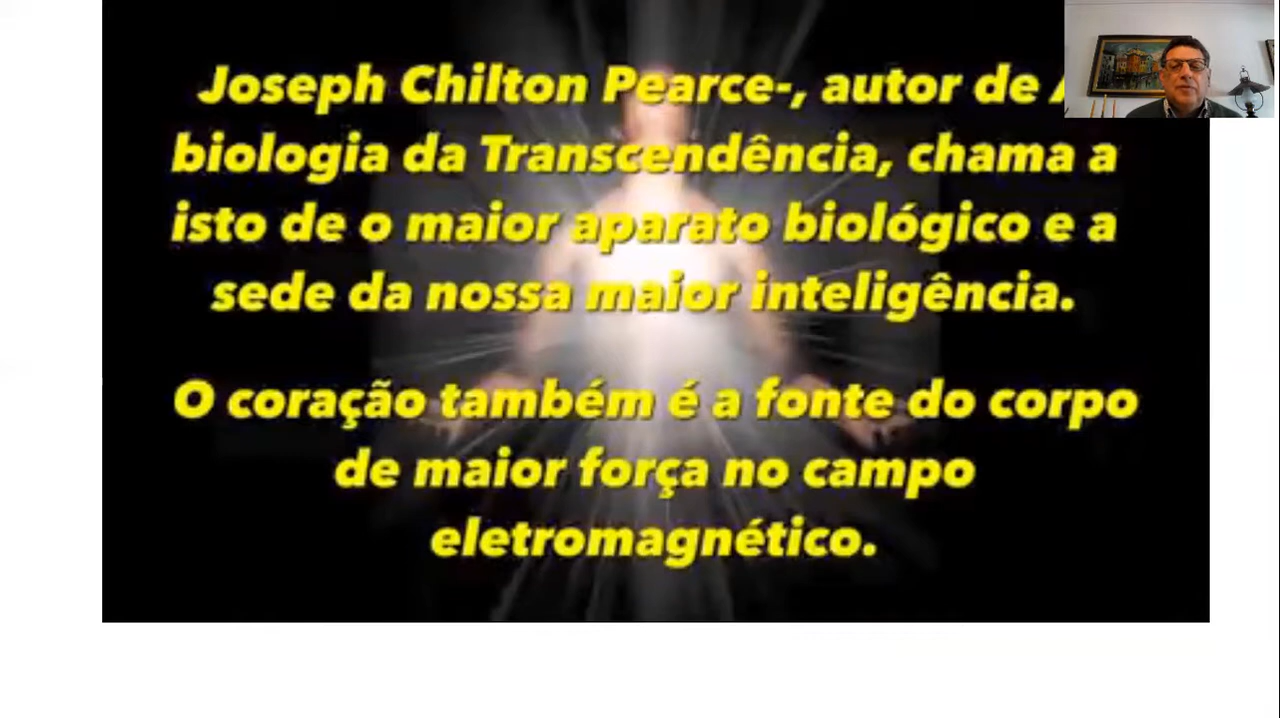 Joseph Chilton Pearce-, autor de
biologia da Transcendência, chama a
isto de o maior aparato biológico e a
sede da nossa maior inteligência.
O coração também é a fonte do corpo
de maior força no campo
eletromagnético.